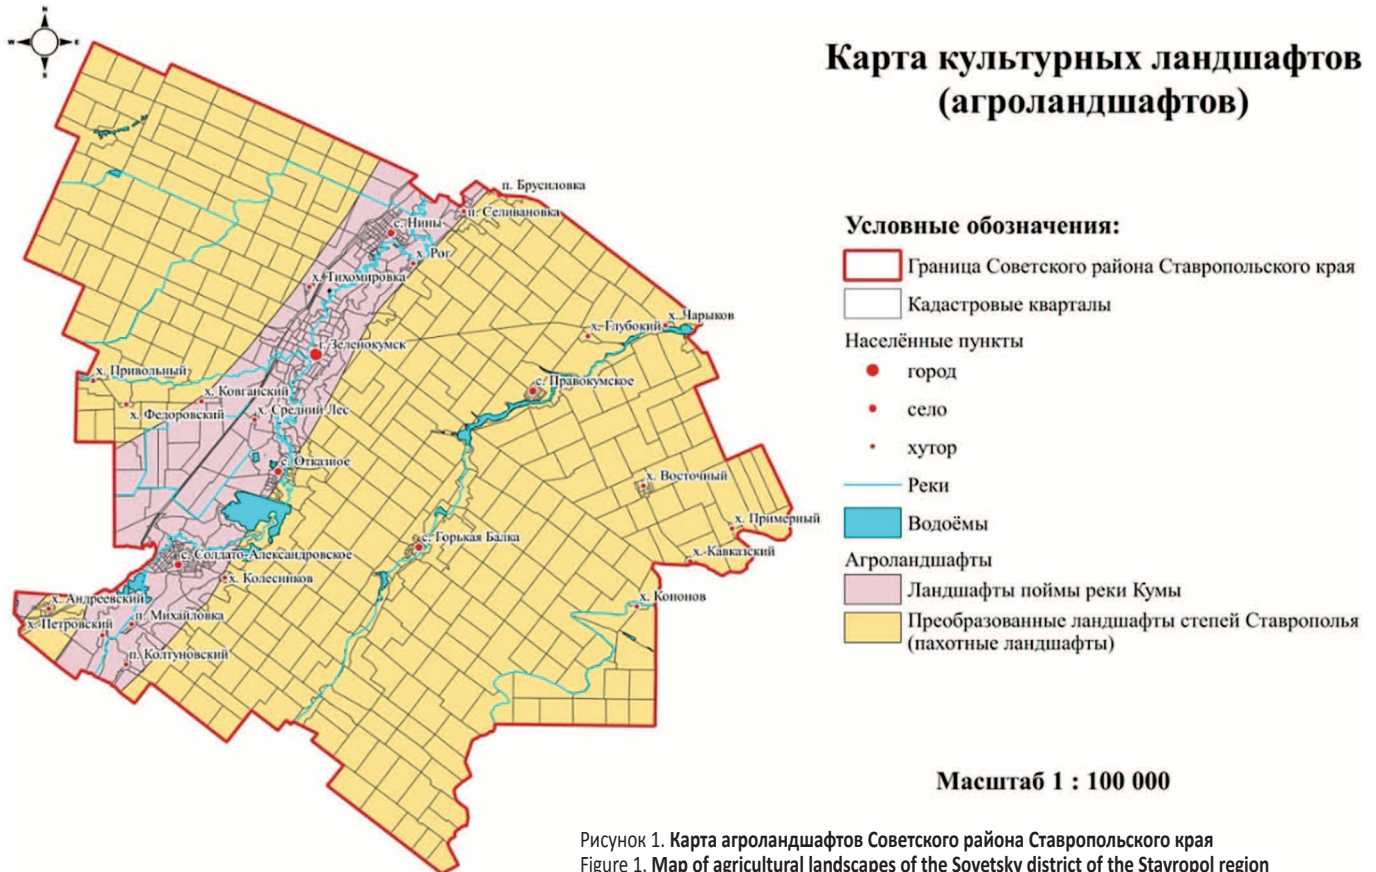 N
W E
S
Карта культурных ландшафтов
(агроландшафтов)
п. Брусиловка
п. Селивановка
с. Нины
х. Рог
х. Тихомировка
х. Чарыков
х. Глубокий
г. Зеленокумск
х. Привольный
с. Правокумское
х. Ковганский
х. Федоровский
х. Средний Лес
с. Отказное
х. Восточный
х. Примерный
с. Горькая Балка
х. Кавказский
с. Солдато-Александровское
х. Колесников
х. Андреевский
х. Кононов
п. Михайловка
х. Петровский
п. Колтуновский
Условные обозначения:
Граница Советского района Ставропольского края
Кадастровые кварталы
Населённые пункты
город
село
хутор
Реки
Водоёмы
Агроландшафты
Ландшафты поймы реки Кумы
Преобразованные ландшафты степей Ставрополья
(пахотные ландшафты)
Масштаб 1 : 100 000
Рисунок 1. Карта агроландшафтов Советского района Ставропольского края
Figure 1. Map of agricultural landscapes of the Sovetsky district of the Stavropol region